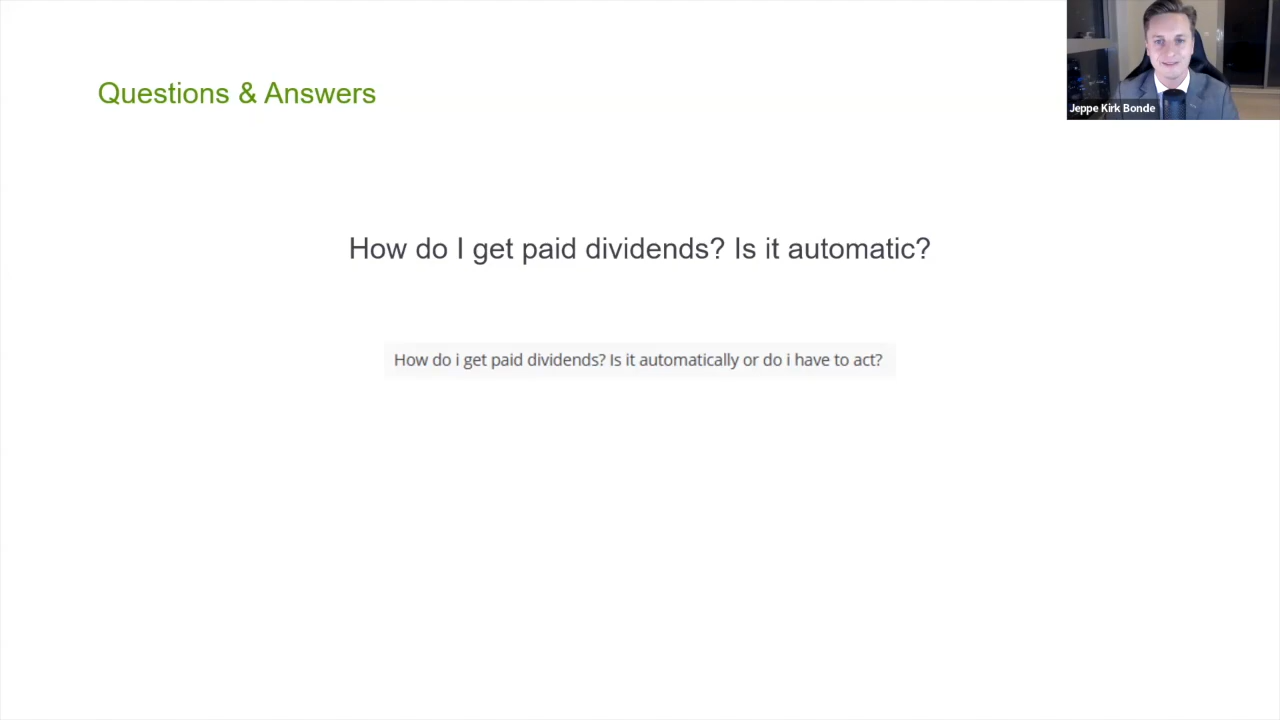 Questions & Answers
Jeppe Kirk Bonde
How do I get paid dividends? Is it automatic?
How do i get paid dividends? Is it automatically or do i have to act?